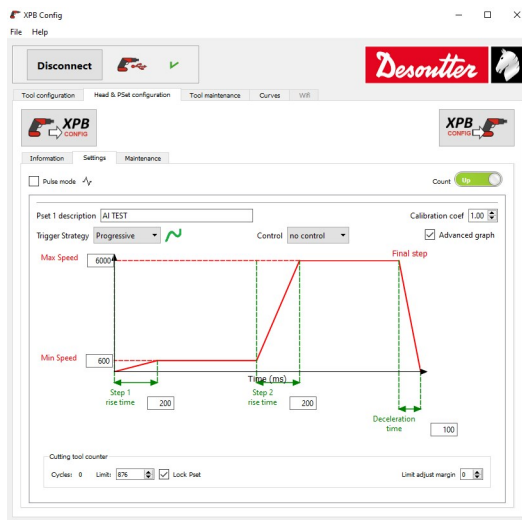 XPB Config
File Help
Disconnect
Desoutter
Tool configuration Head & PSet configuration Tool maintenance Curves Wifi
XPB CONFIG
XPB CONFIG
Information Settings Maintenance
Pulse mode
Count Up
Pset 1 description AI TEST
Calibration coef 1.00
Trigger Strategy Progressive
Control no control
Advanced graph
Max Speed 6000
Final step
Min Speed 600
Time (ms)
Step 1 rise time 200
Step 2 rise time 200
Deceleration time 100
Cutting tool counter
Cycles: 0 Limit: 876 Lock Pset
Limit adjust margin 0